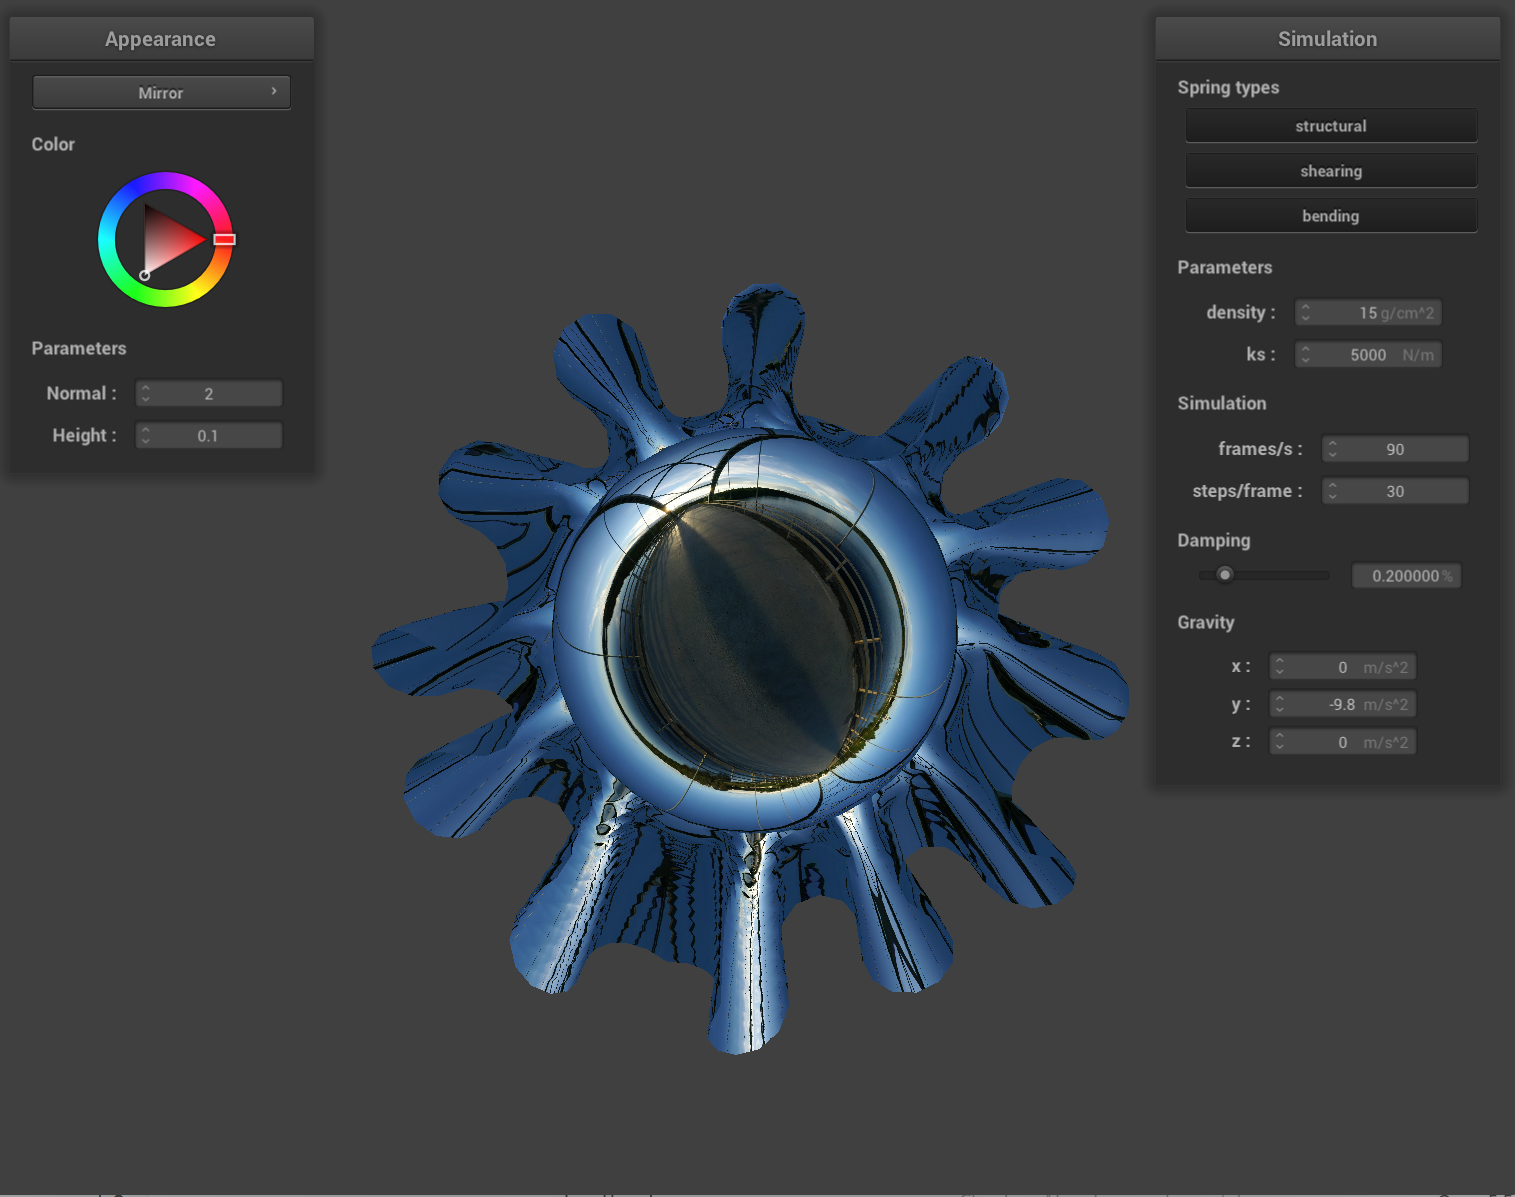 Appearance
Mirror
Color
Parameters
Normal : 2
Height : 0.1
Simulation
Spring types
structural
shearing
bending
Parameters
density : 15 g/cm^2
ks : 5000 N/m
Simulation
frames/s : 90
steps/frame : 30
Damping
0.200000 %
Gravity
x : 0 m/s^2
y : -9.8 m/s^2
z : 0 m/s^2